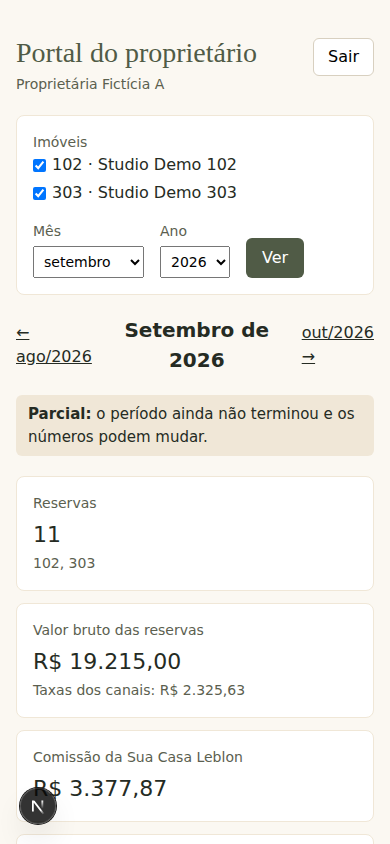 Portal do proprietário
Sair
Proprietária Fictícia A
Imóveis
102 · Studio Demo 102
303 · Studio Demo 303
Mês
Ano
setembro
2026
Ver
←
ago/2026
Setembro de
2026
out/2026
→
Parcial: o período ainda não terminou e os
números podem mudar.
Reservas
11
102, 303
Valor bruto das reservas
R$ 19.215,00
Taxas dos canais: R$ 2.325,63
Comissão da Sua Casa Leblon
R$ 3.377,87
N